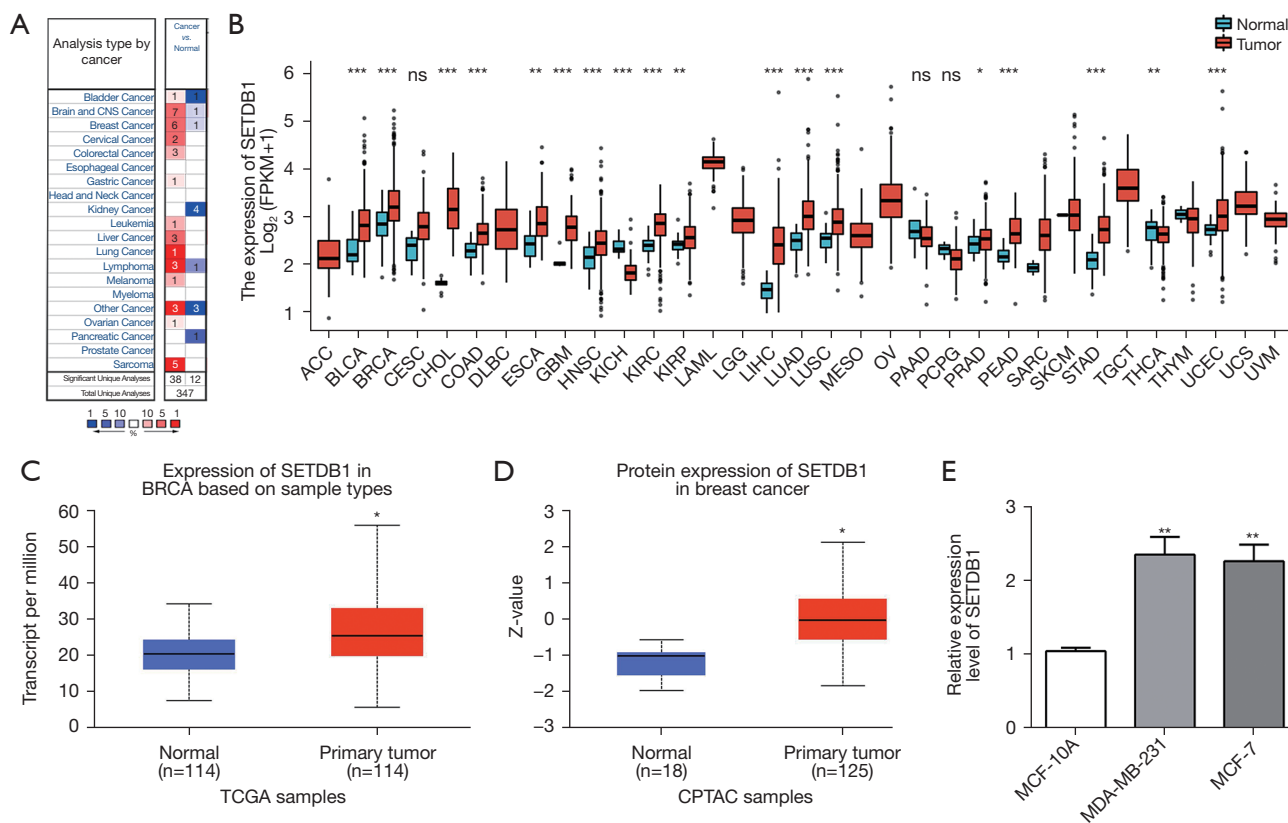 A
Analysis type by
cancer
Cancer
vs.
Normal
Bladder Cancer 1 1
Brain and CNS Cancer 7 1
Breast Cancer 6 1
Cervical Cancer 2
Colorectal Cancer 3
Esophageal Cancer
Gastric Cancer 1
Head and Neck Cancer
Kidney Cancer 4
Leukemia 1
Liver Cancer 3
Lung Cancer 1
Lymphoma 3 1
Melanoma 1
Myeloma
Other Cancer 3 3
Ovarian Cancer 1
Pancreatic Cancer 1
Prostate Cancer
Sarcoma 5
Significant Unique Analyses 38 12
Total Unique Analyses 347
1 5 10 10 5 1
%
B
Normal
Tumor
The expression of SETDB1
Log2 (FPKM+1)
6
5
4
3
2
1
*** *** ns *** *** ** *** *** *** *** ** *** *** *** ns ns * *** *** ** ***
ACC BLCA BRCA CESC CHOL COAD DLBC ESCA GBM HNSC KICH KIRC KIRP LAML LGG LIHC LUAD LUSC MESO OV PAAD PCPG PRAD PEAD SARC SKCM STAD TGCT THCA THYM UCEC UCS UVM
C
Expression of SETDB1 in
BRCA based on sample types
Transcript per million
60
50
40
30
20
10
0
*
Normal Primary tumor
(n=114) (n=114)
TCGA samples
D
Protein expression of SETDB1
in breast cancer
Z-value
3
2
1
0
−1
−2
−3
*
Normal Primary tumor
(n=18) (n=125)
CPTAC samples
E
Relative expression
level of SETDB1
3
2
1
0
** **
MCF-10A MDA-MB-231 MCF-7